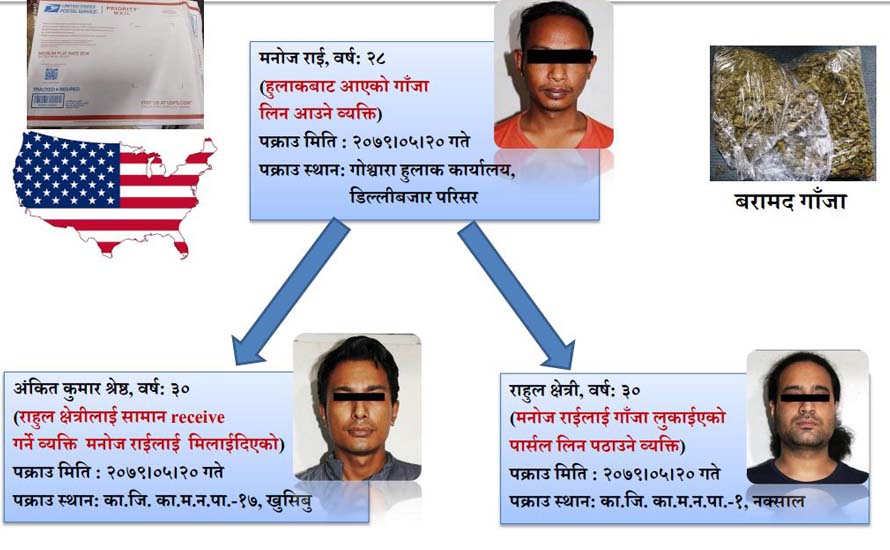 UNITED STATES
POSTAL SERVICE
PRIORITY
MAIL
TRACKED ■ INSURED
मनोज राई, वर्ष: २८
(हुलाकबाट आएको गाँजा
लिन आउने व्यक्ति)
पक्राउ मिति : २०७९।०५।२० गते
पक्राउ स्थान: गोश्वारा हुलाक कार्यालय,
डिल्लीबजार परिसर
बरामद गाँजा
अंकित कुमार श्रेष्ठ, वर्ष: ३०
(राहुल क्षेत्रीलाई सामान receive
गर्ने व्यक्ति मनोज राईलाई मिलाईदिएको)
पक्राउ मिति : २०७९।०५।२० गते
पक्राउ स्थान: का.जि. का.म.न.पा.-१७, खुसिबु
राहुल क्षेत्री, वर्ष: ३०
(मनोज राईलाई गाँजा लुकाईएको
पार्सल लिन पठाउने व्यक्ति)
पक्राउ मिति : २०७९।०५।२० गते
पक्राउ स्थान: का.जि. का.म.न.पा.-१, नक्साल